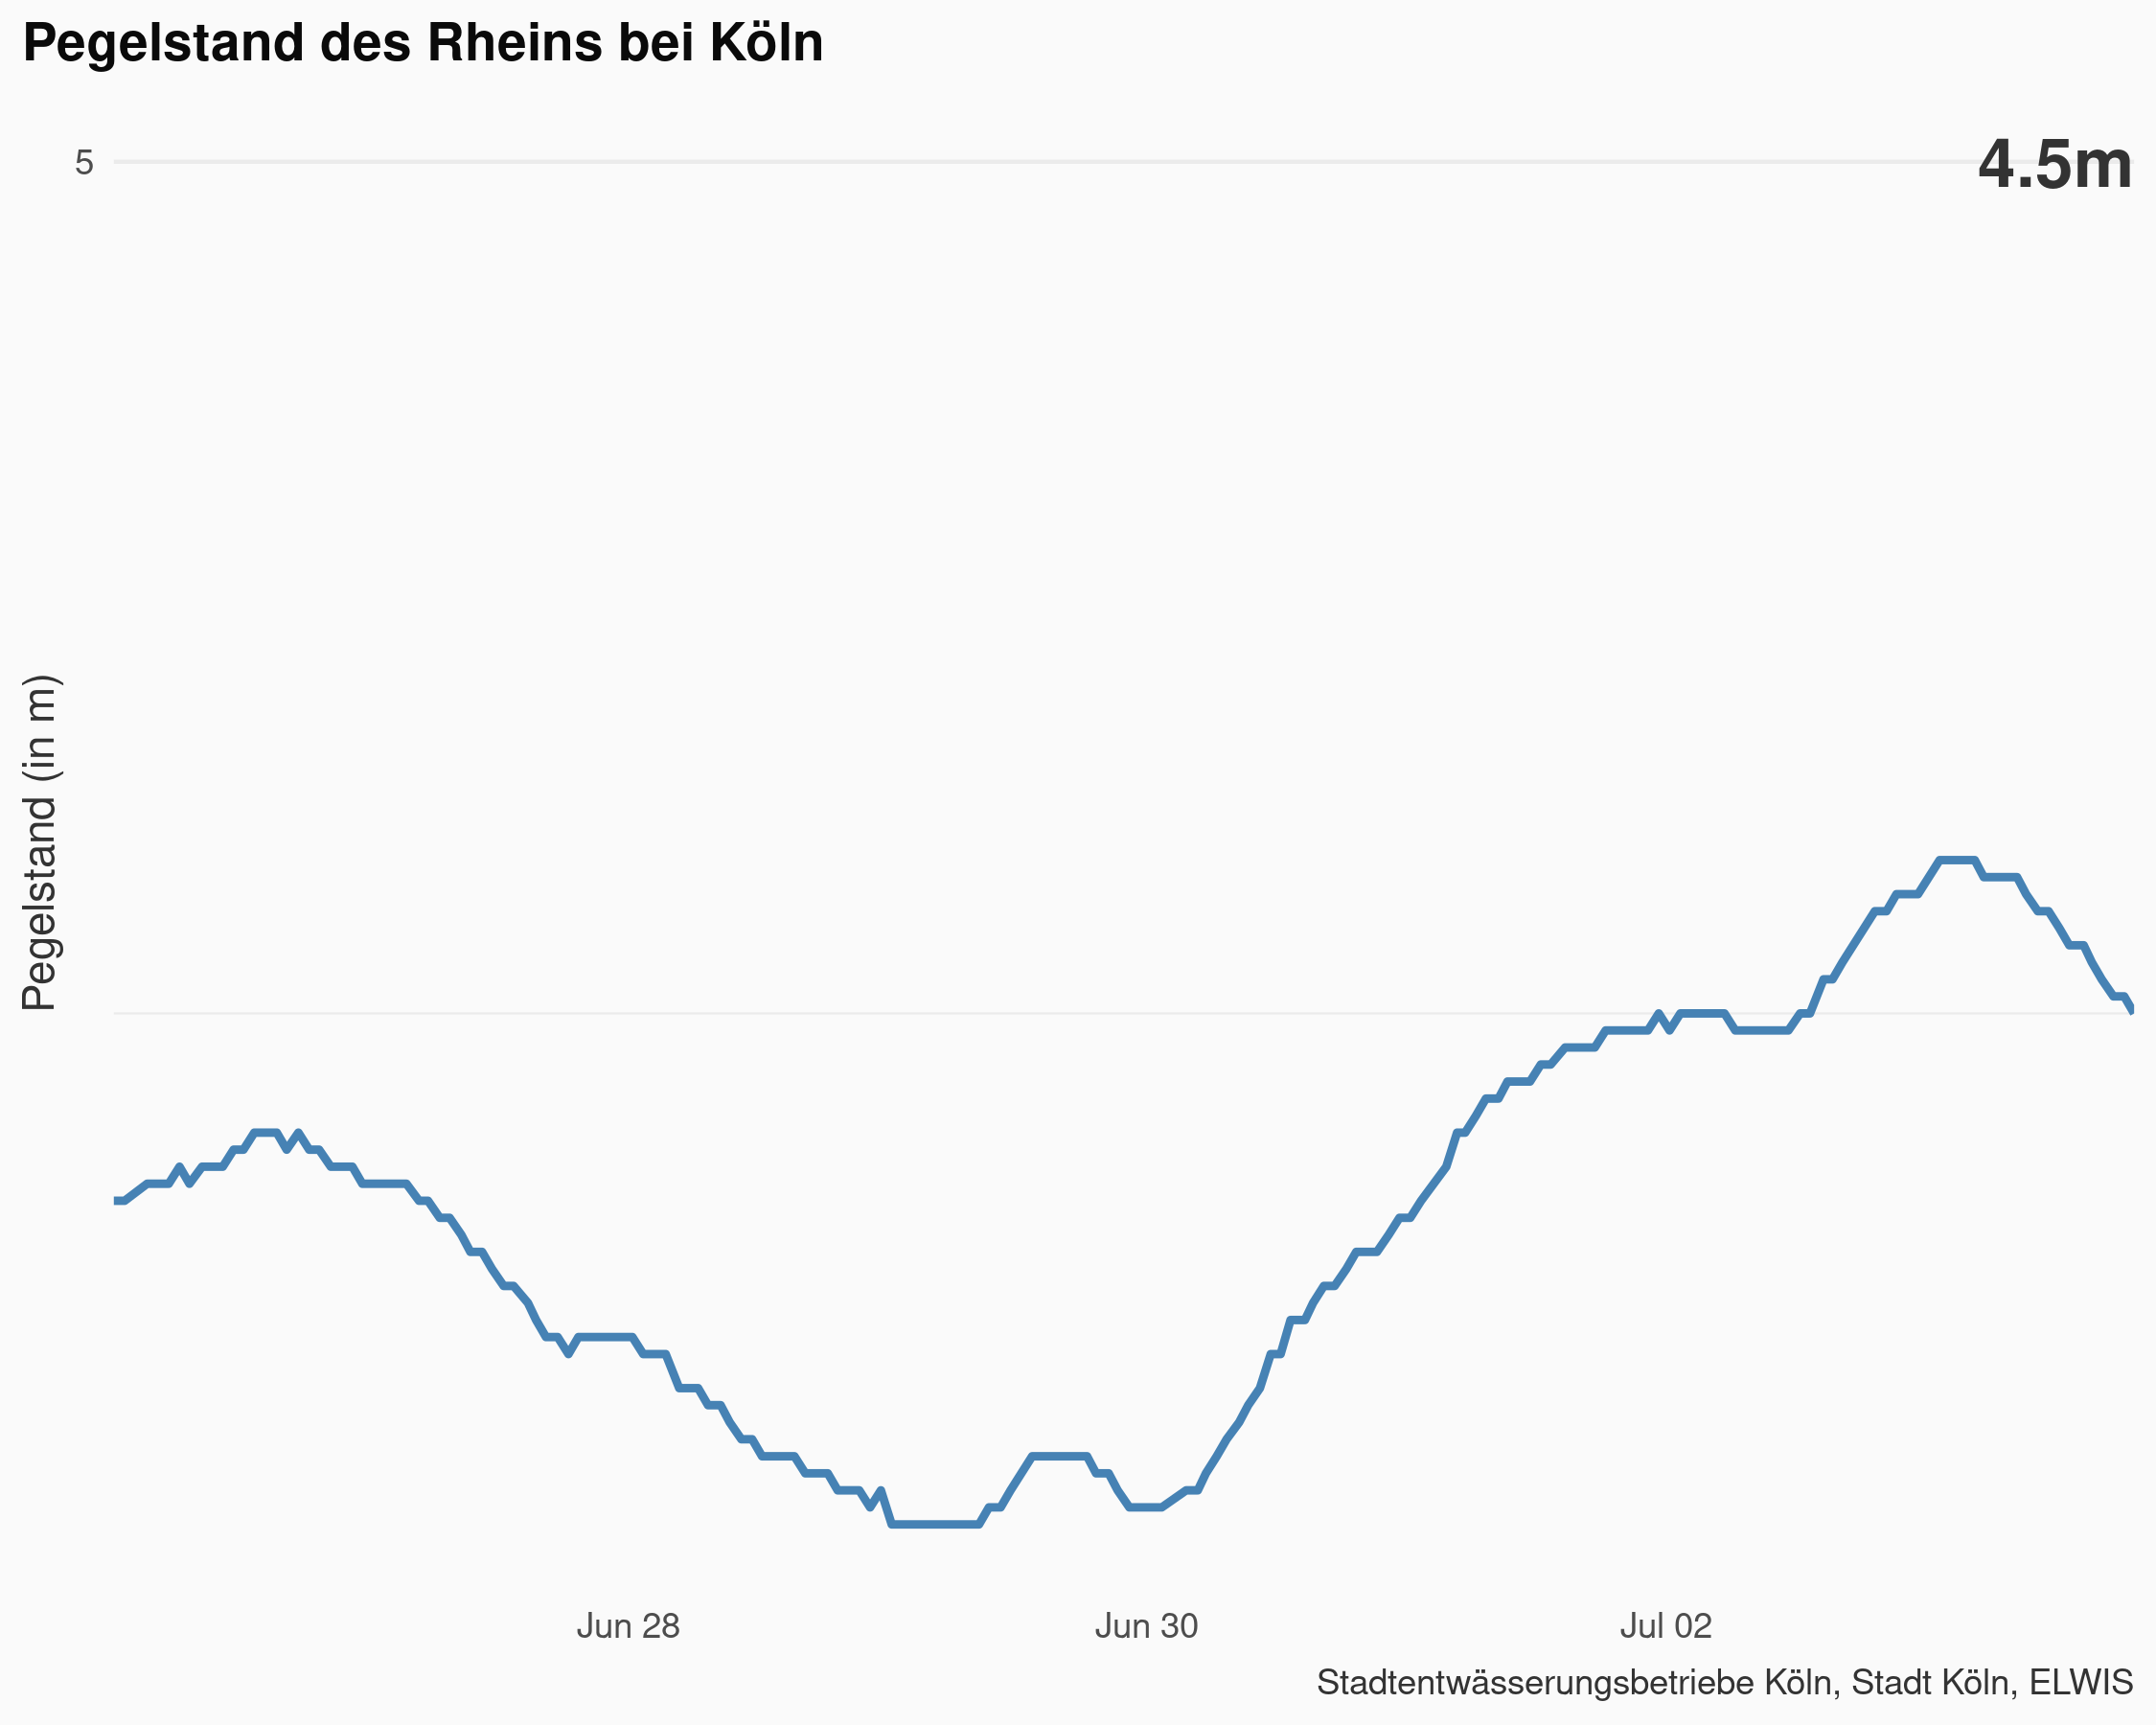 Pegelstand des Rheins bei Köln
5
4.5m
Pegelstand (in m)
Jun 28
Jun 30
Jul 02
Stadtentwässerungsbetriebe Köln, Stadt Köln, ELWIS